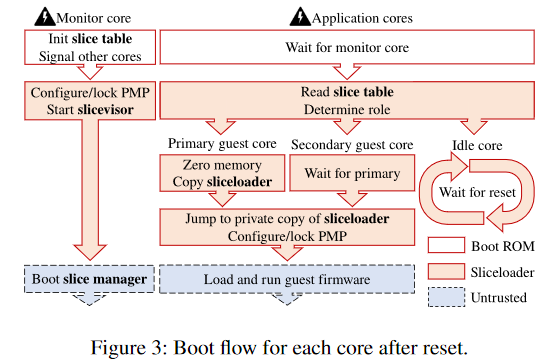 Monitor core
Application cores
Init slice table
Signal other cores
Wait for monitor core
Configure/lock PMP
Start slicevisor
Read slice table
Determine role
Primary guest core
Secondary guest core
Idle core
Zero memory
Copy sliceloader
Wait for primary
Wait for reset
Jump to private copy of sliceloader
Configure/lock PMP
Boot ROM
Sliceloader
Untrusted
Boot slice manager
Load and run guest firmware
Figure 3: Boot flow for each core after reset.